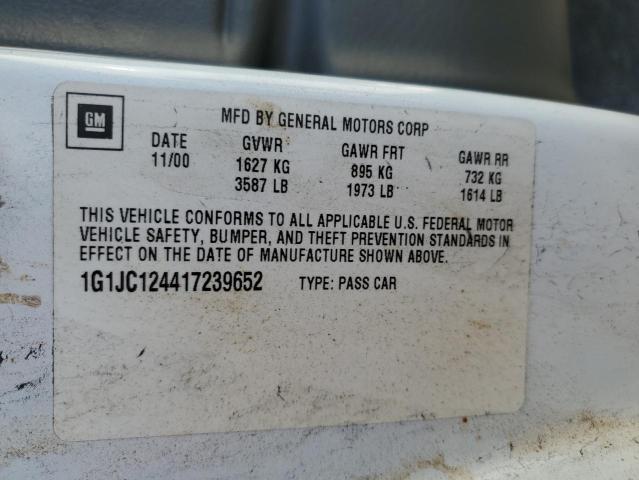 GM
MFD BY GENERAL MOTORS CORP
DATE GVWR GAWR FRT GAWR RR
11/00 1627 KG 895 KG 732 KG
3587 LB 1973 LB 1614 LB
THIS VEHICLE CONFORMS TO ALL APPLICABLE U.S. FEDERAL MOTOR
VEHICLE SAFETY, BUMPER, AND THEFT PREVENTION STANDARDS IN
EFFECT ON THE DATE OF MANUFACTURE SHOWN ABOVE.
1G1JC124417239652 TYPE: PASS CAR